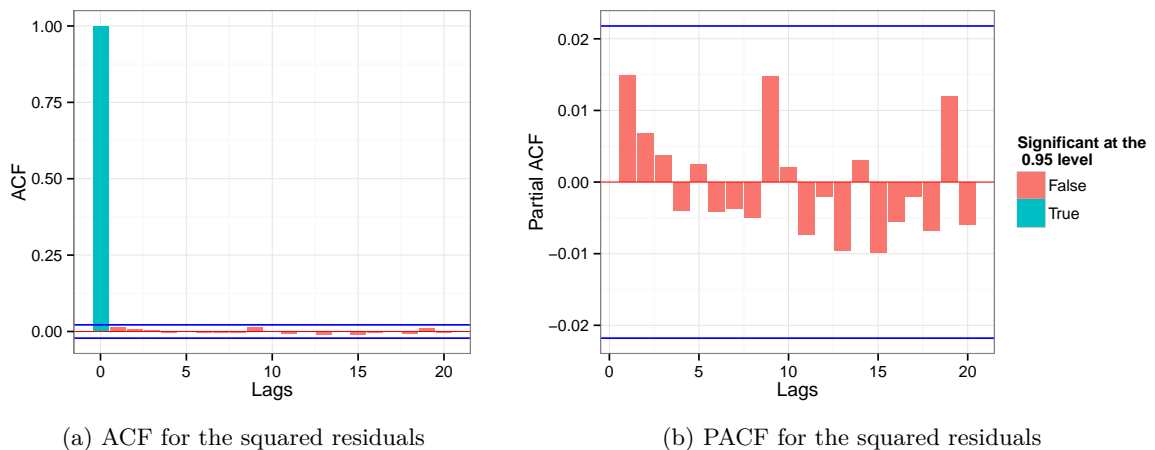 1.00
0.75
0.50
0.25
0.00
ACF
0
5
10
15
20
Lags
(a) ACF for the squared residuals
0.02
0.01
0.00
−0.01
−0.02
Partial ACF
0
5
10
15
20
Lags
(b) PACF for the squared residuals
Significant at the
0.95 level
False
True